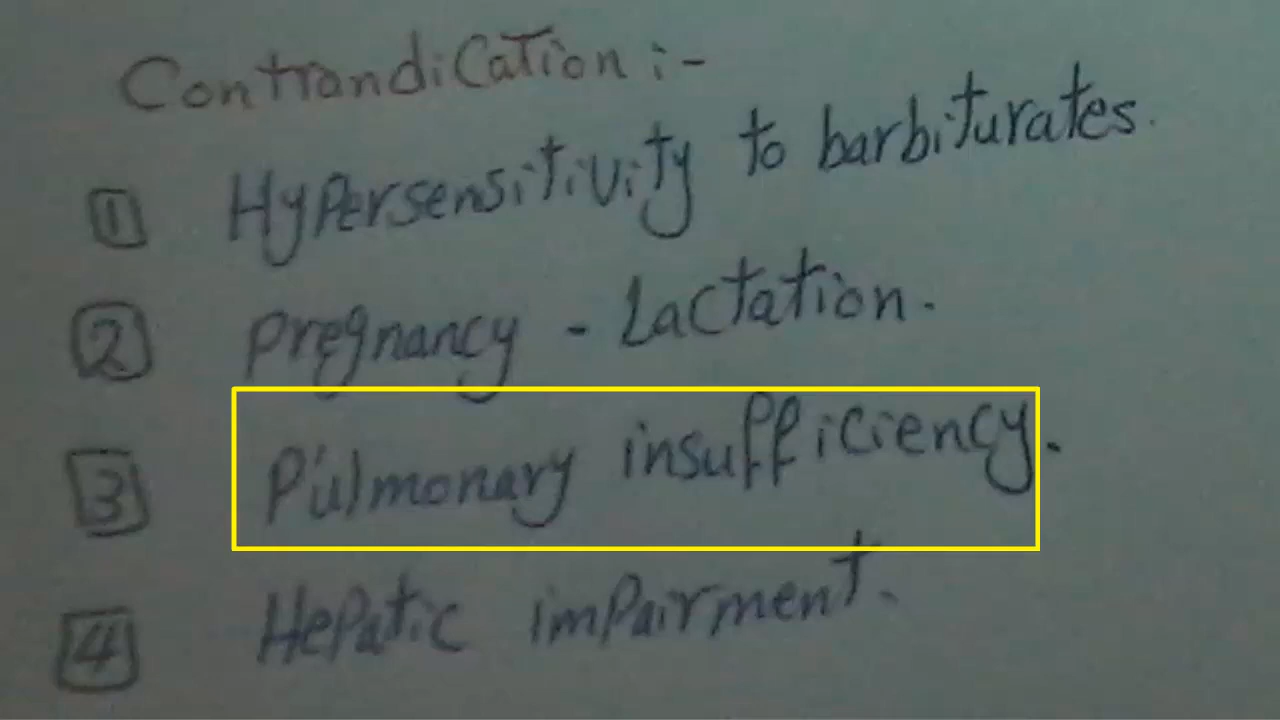 Contrandication :-
1 Hypersensitivity to barbiturates.
2 Pregnancy - Lactation.
3 Pulmonary insufficiency.
4 Hepatic impairment.